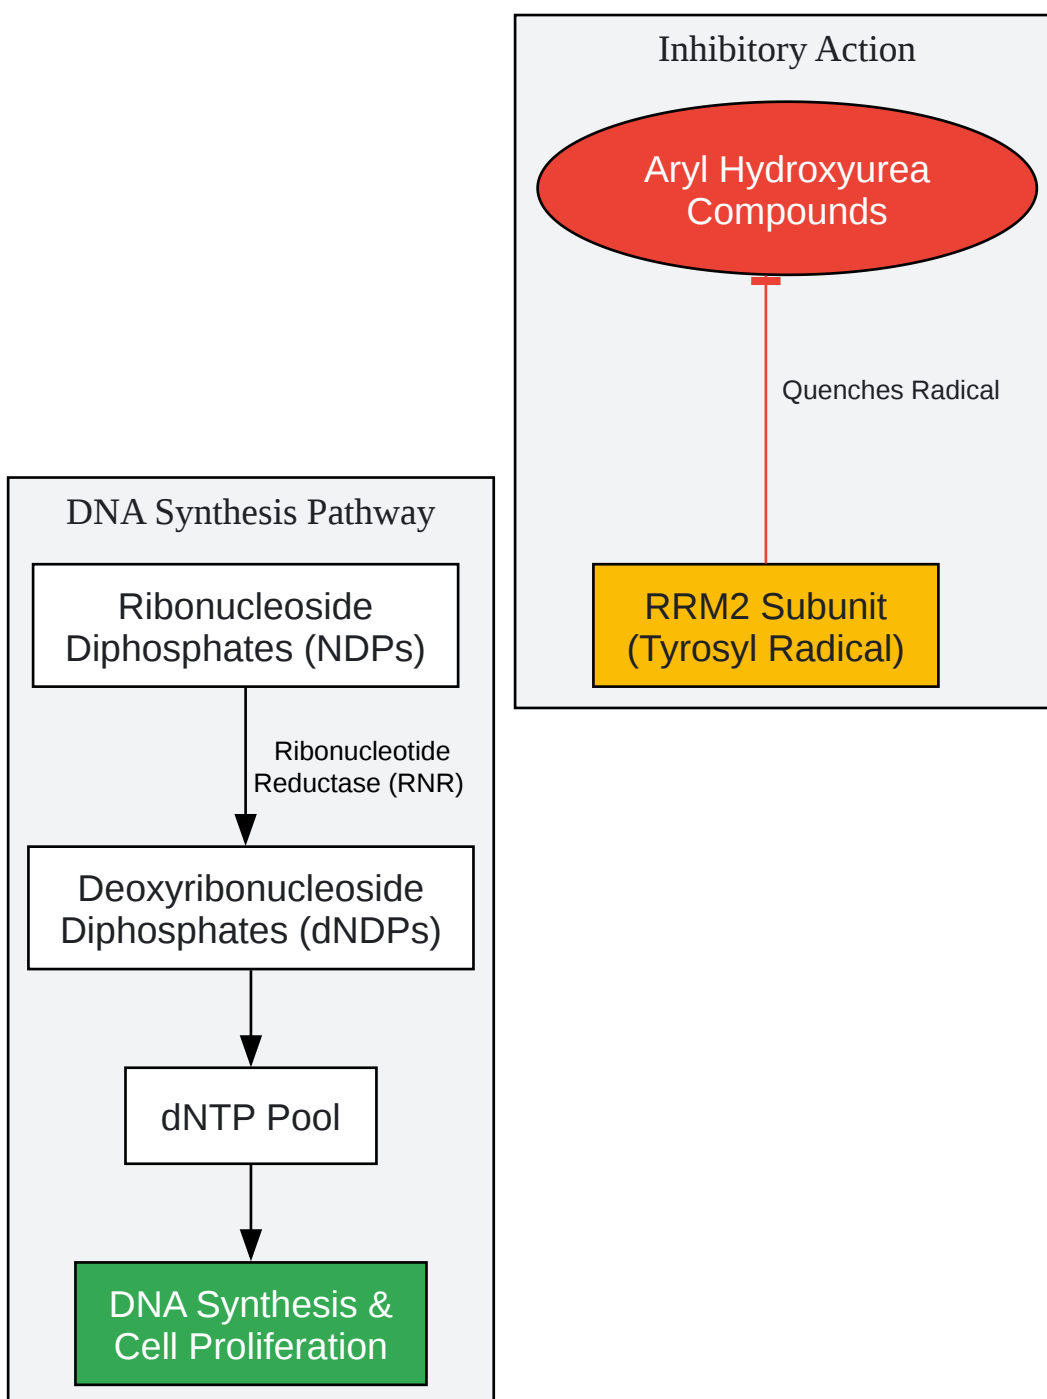 Inhibitory Action
Aryl Hydroxyurea
Compounds
Quenches Radical
RRM2 Subunit
(Tyrosyl Radical)
DNA Synthesis Pathway
Ribonucleoside
Diphosphates (NDPs)
Ribonucleotide
Reductase (RNR)
Deoxyribonucleoside
Diphosphates (dNDPs)
dNTP Pool
DNA Synthesis &
Cell Proliferation